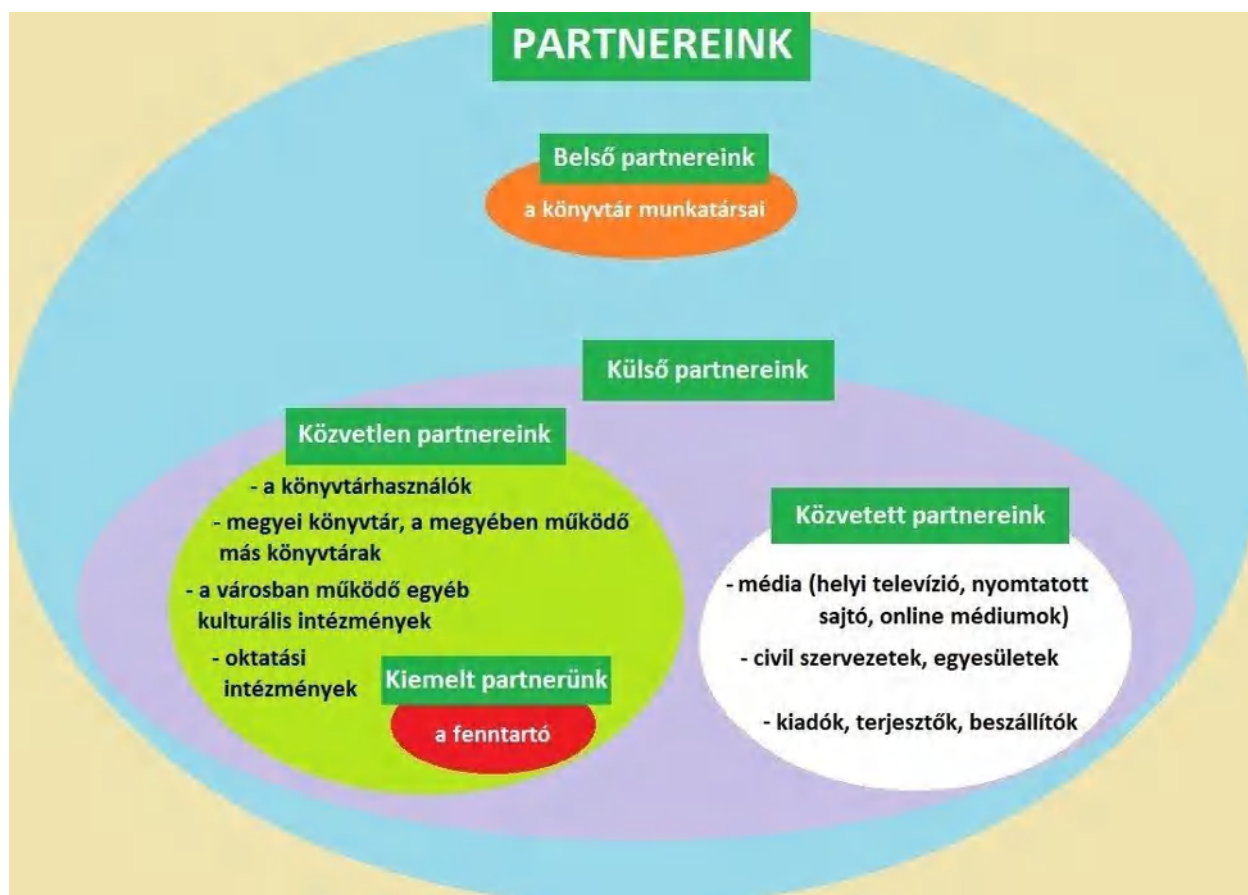 PARTNEREINK
Belső partnereink
a könyvtár munkatársai
Külső partnereink
Közvetlen partnereink
- a könyvtárhasználók
- megyei könyvtár, a megyében működő
más könyvtárak
- a városban működő egyéb
kulturális intézmények
- oktatási
intézmények
Kiemelt partnerünk
a fenntartó
Közvetett partnereink
- média (helyi televízió, nyomtatott
sajtó, online médiumok)
- civil szervezetek, egyesületek
- kiadók, terjesztők, beszállítók